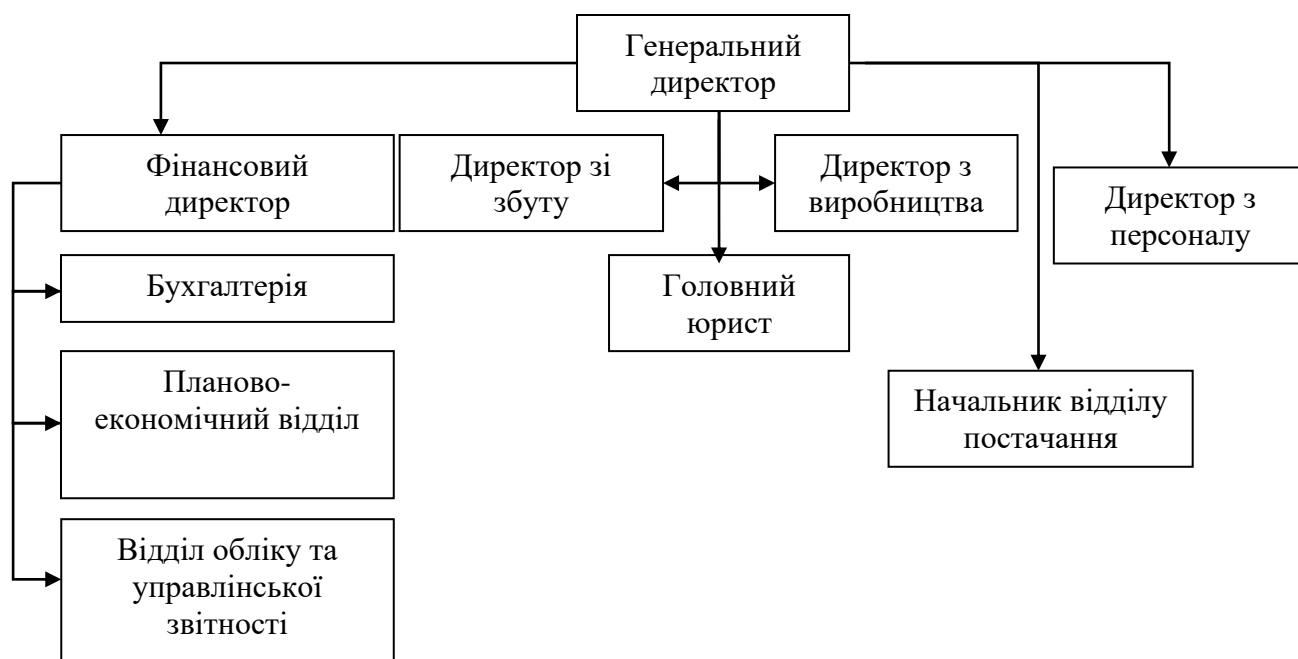 Генеральний
директор
Фінансовий
директор
Директор зі
збуту
Директор з
виробництва
Директор з
персоналу
Бухгалтерія
Головний
юрист
Планово-
економічний відділ
Начальник відділу
постачання
Відділ обліку та
управлінської
звітності